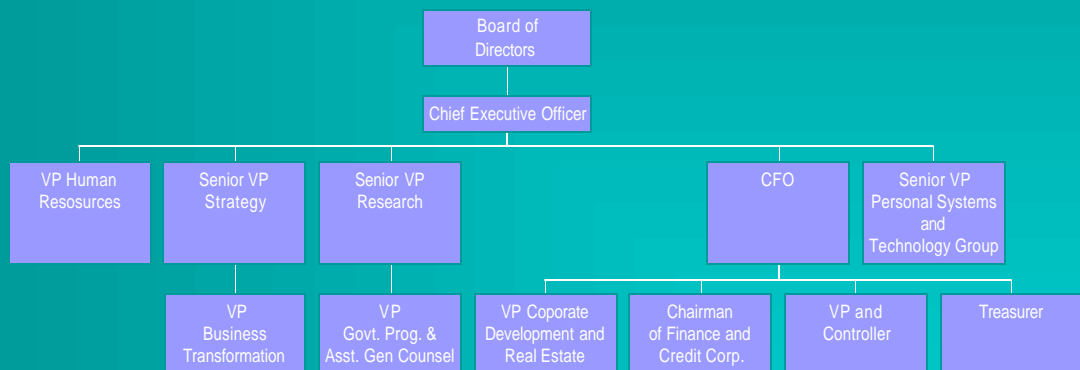 Board of
Directors
Chief Executive Officer
VP Human
Resosurces
Senior VP
Strategy
Senior VP
Research
CFO
Senior VP
Personal Systems
and
Technology Group
VP
Business
Transformation
VP
Govt. Prog. &
Asst. Gen Counsel
VP Coporate
Development and
Real Estate
Chairman
of Finance and
Credit Corp.
VP and
Controller
Treasurer